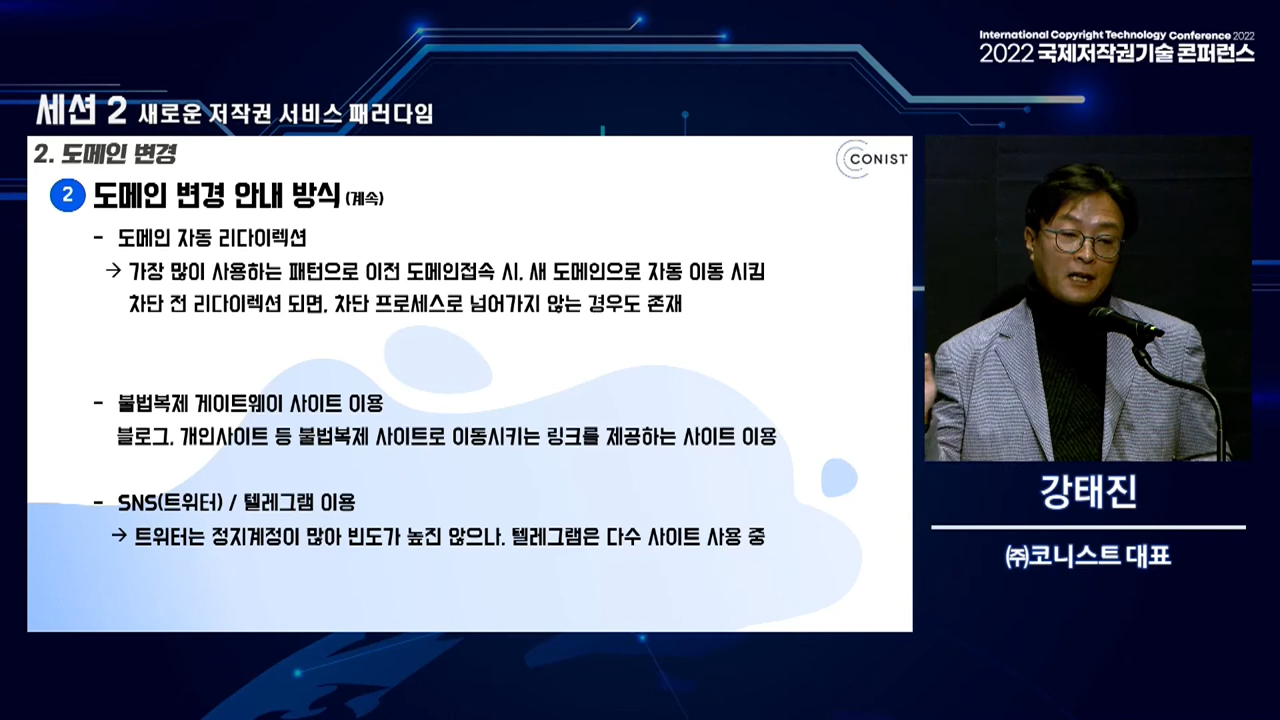 International Copyright Technology Conference 2022
2022 국제저작권기술 콘퍼런스
세션 2 새로운 저작권 서비스 패러다임
2. 도메인 변경
CONIST
2 도메인 변경 안내 방식 (계속)
- 도메인 자동 리다이렉션
→ 가장 많이 사용하는 패턴으로 이전 도메인접속 시, 새 도메인으로 자동 이동 시킴
차단 전 리다이렉션 되면, 차단 프로세스로 넘어가지 않는 경우도 존재
- 불법복제 게이트웨이 사이트 이용
블로그, 개인사이트 등 불법복제 사이트로 이동시키는 링크를 제공하는 사이트 이용
- SNS(트위터) / 텔레그램 이용
→ 트위터는 정지계정이 많아 빈도가 높진 않으나, 텔레그램은 다수 사이트 사용 중
강태진
㈜코니스트 대표